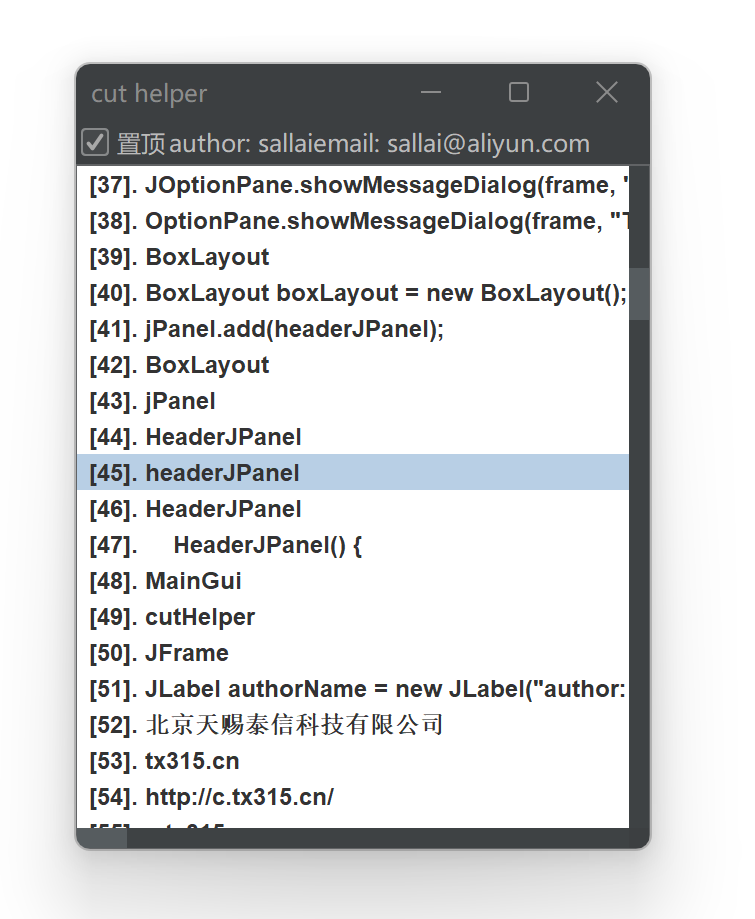 cut helper
置顶 author: sallaiemail: sallai@aliyun.com
[37]. JOptionPane.showMessageDialog(frame, "
[38]. OptionPane.showMessageDialog(frame, "T
[39]. BoxLayout
[40]. BoxLayout boxLayout = new BoxLayout();
[41]. jPanel.add(headerJPanel);
[42]. BoxLayout
[43]. jPanel
[44]. HeaderJPanel
[45]. headerJPanel
[46]. HeaderJPanel
[47].     HeaderJPanel() {
[48]. MainGui
[49]. cutHelper
[50]. JFrame
[51]. JLabel authorName = new JLabel("author:
[52]. 北京天赐泰信科技有限公司
[53]. tx315.cn
[54]. http://c.tx315.cn/